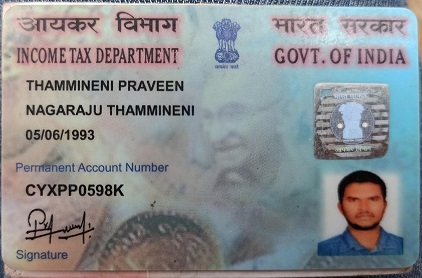 आयकर विभाग
भारत सरकार
INCOME TAX DEPARTMENT
GOVT. OF INDIA
THAMMINENI PRAVEEN
NAGARAJU THAMMINENI
05/06/1993
Permanent Account Number
CYXPP0598K
Signature